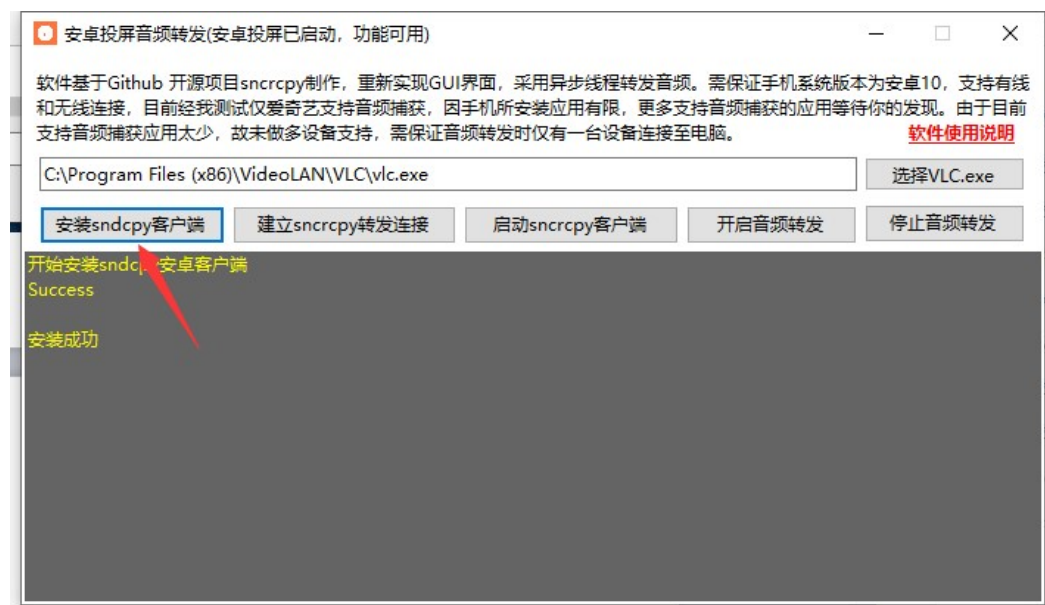 安卓投屏音频转发(安卓投屏已启动，功能可用)
软件基于Github 开源项目sncrcpy制作，重新实现GUI界面，采用异步线程转发音频。需保证手机系统版本为安卓10，支持有线
和无线连接，目前经我测试仅爱奇艺支持音频捕获，因手机所安装应用有限，更多支持音频捕获的应用等待你的发现。由于目前
支持音频捕获应用太少，故未做多设备支持，需保证音频转发时仅有一台设备连接至电脑。 软件使用说明
C:\Program Files (x86)\VideoLAN\VLC\vlc.exe 选择VLC.exe
安装sndcpy客户端 建立sncrcpy转发连接 启动sncrcpy客户端 开启音频转发 停止音频转发
开始安装sndcpy安卓客户端
Success
安装成功